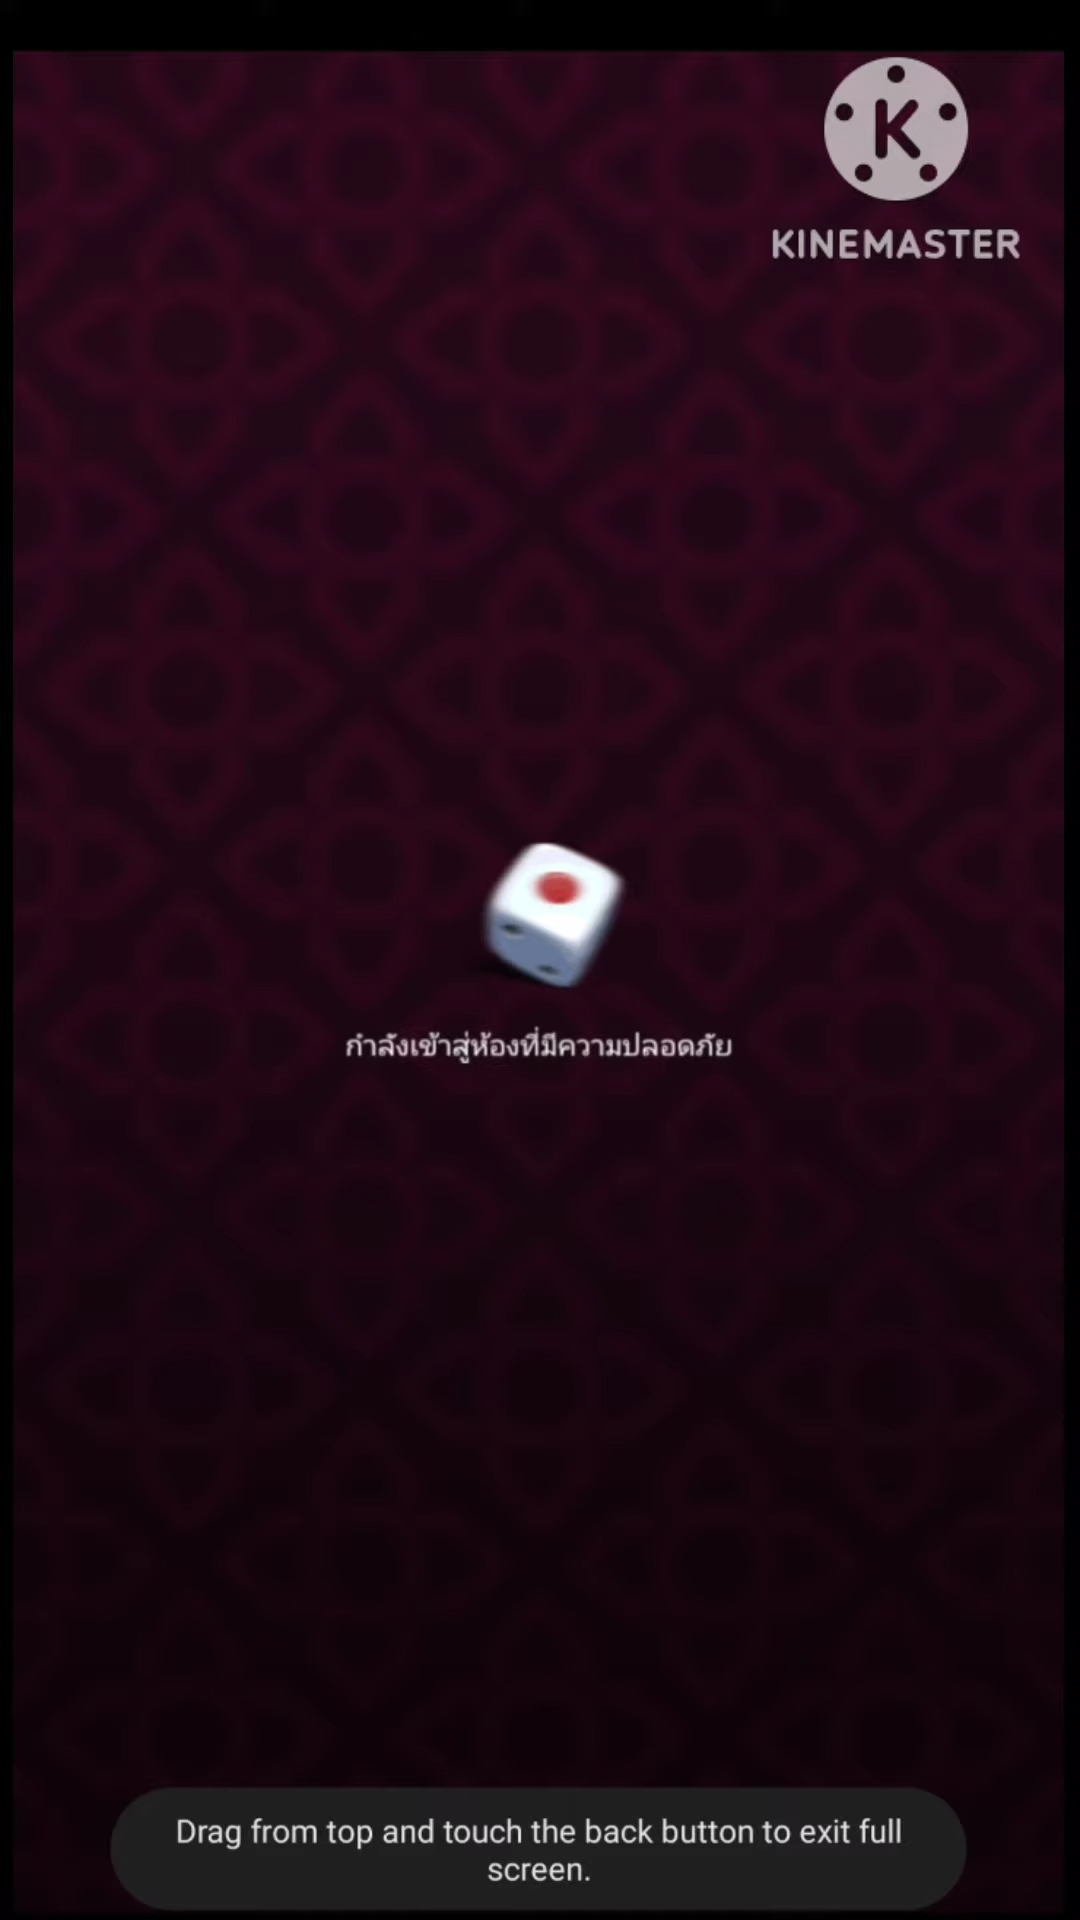 K
KINEMASTER
กำลังเข้าสู่ห้องที่มีความปลอดภัย
Drag from top and touch the back button to exit full
screen.